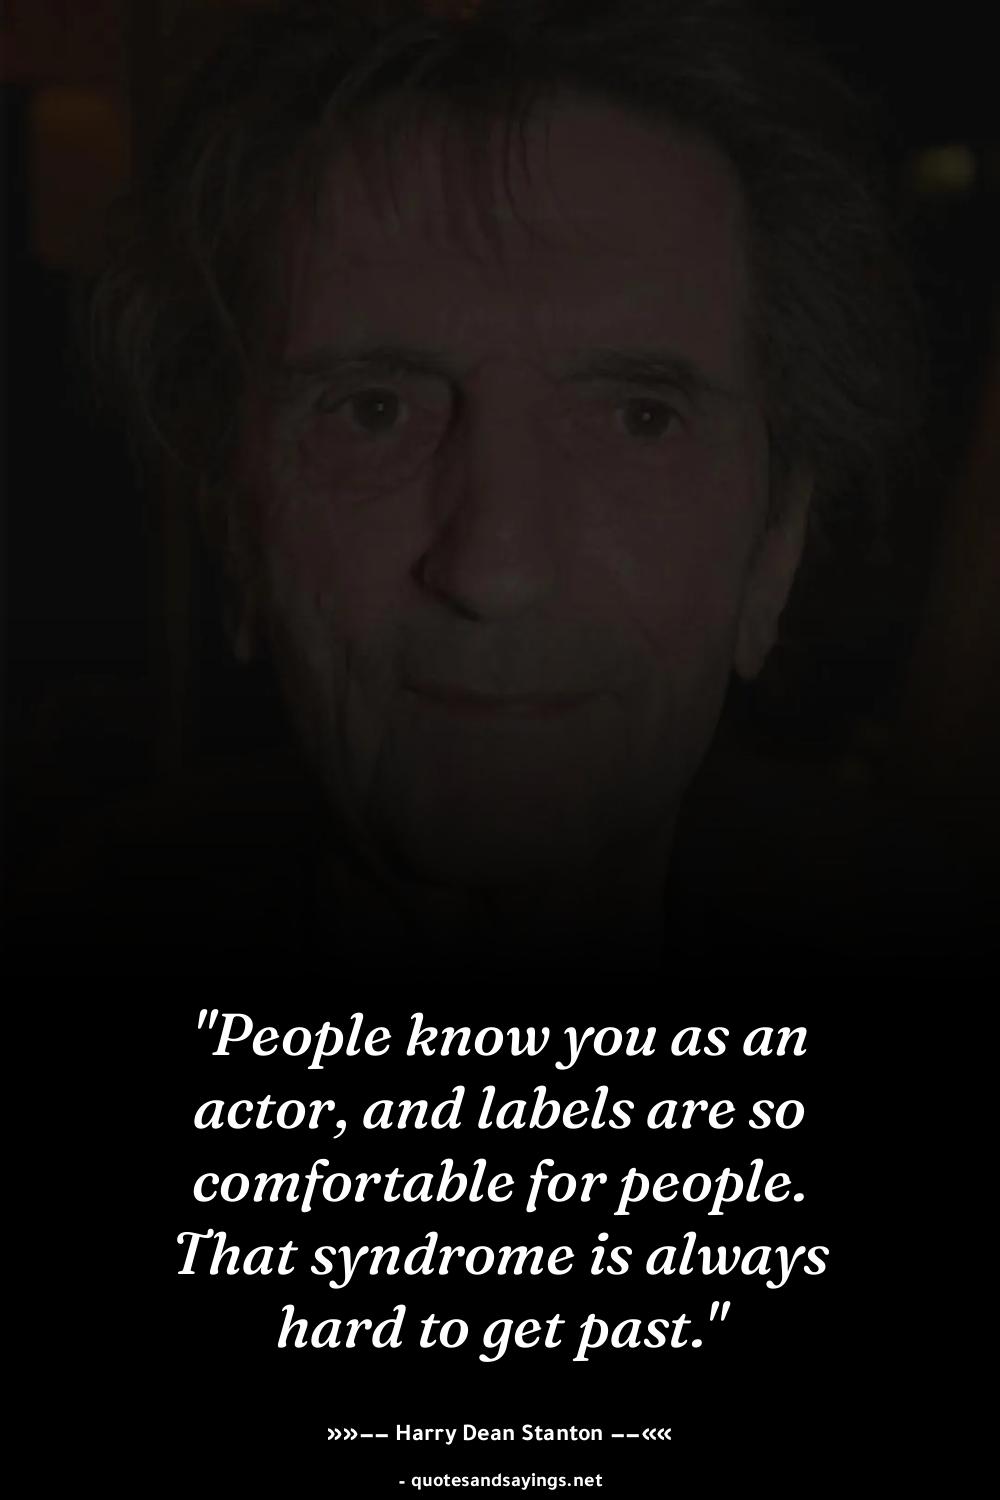 "People know you as an
actor, and labels are so
comfortable for people.
That syndrome is always
hard to get past."
»»–– Harry Dean Stanton ––««
- quotesandsayings.net